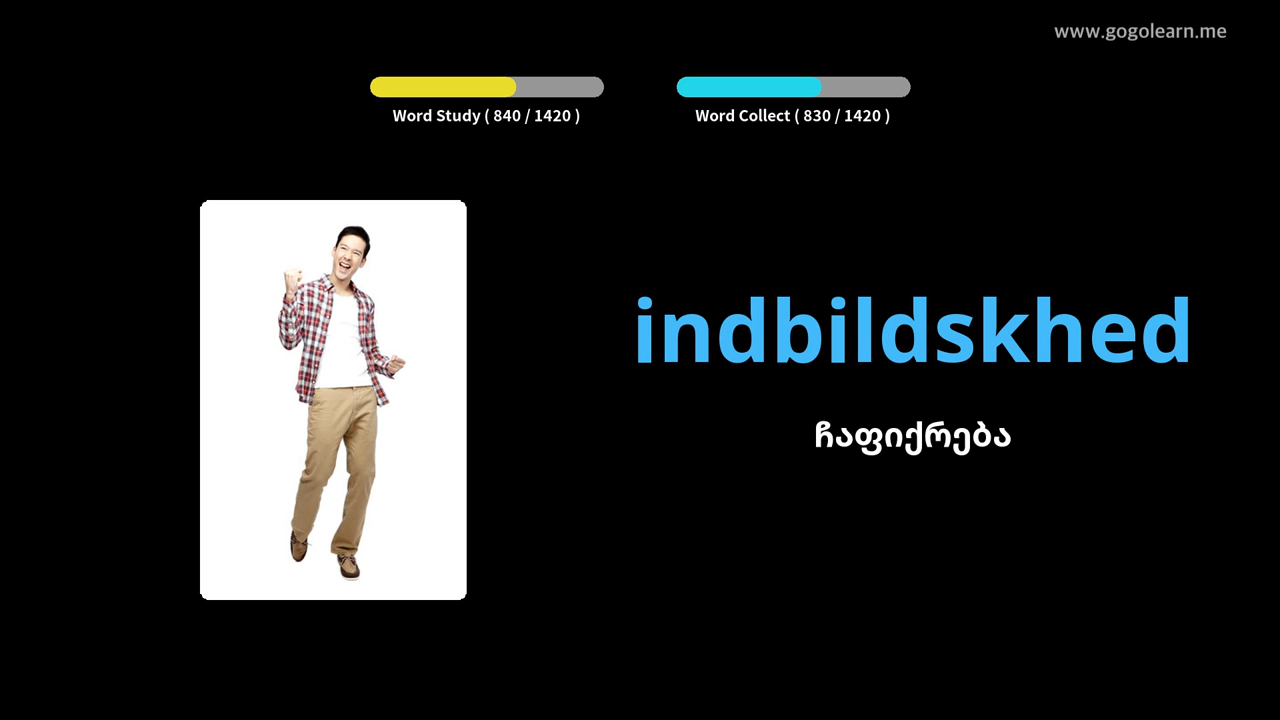 www.gogolearn.me
Word Study ( 840 / 1420 )
Word Collect ( 830 / 1420 )
indbildskhed
ჩაფიქრება